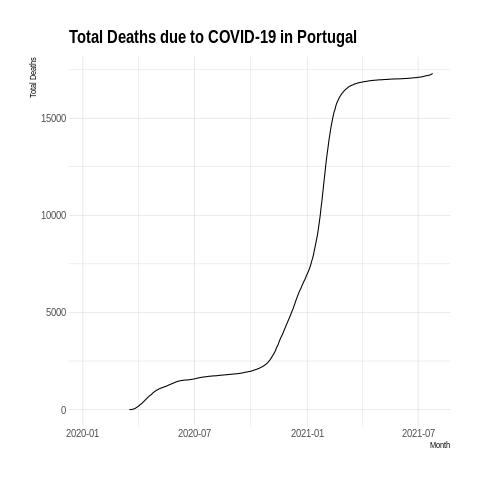 Total Deaths due to COVID-19 in Portugal
Total Deaths
15000
10000
5000
0
2020-01 2020-07 2021-01 2021-07
Month